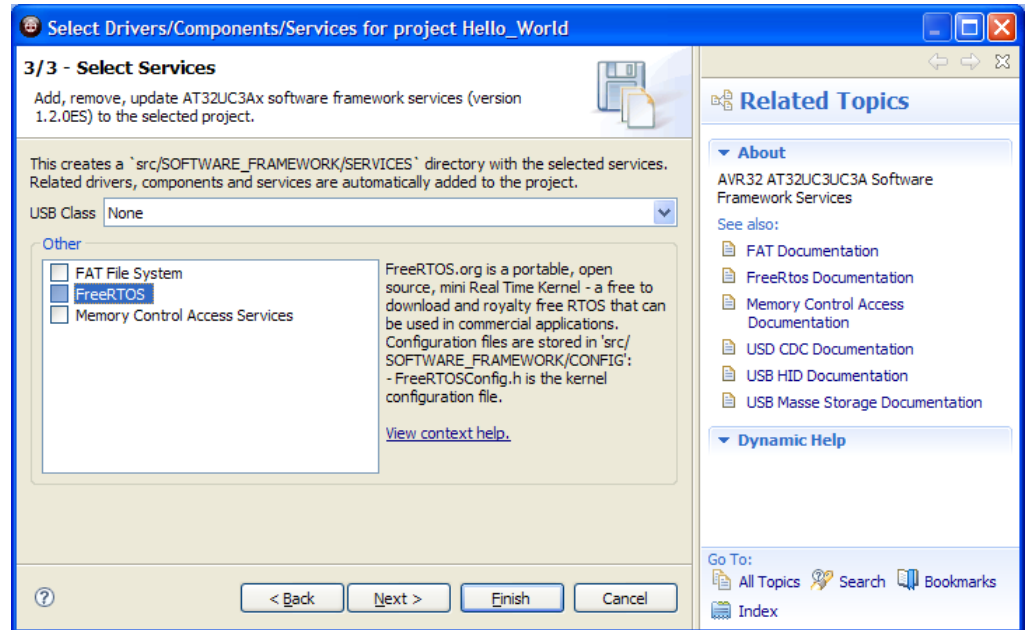 Select Drivers/Components/Services for project Hello_World
3/3 - Select Services
Add, remove, update AT32UC3Ax software framework services (version
1.2.0ES) to the selected project.
This creates a `src/SOFTWARE_FRAMEWORK/SERVICES` directory with the selected services.
Related drivers, components and services are automatically added to the project.
USB Class None
Other
FAT File System
FreeRTOS
Memory Control Access Services
FreeRTOS.org is a portable, open
source, mini Real Time Kernel - a free to
download and royalty free RTOS that can
be used in commercial applications.
Configuration files are stored in 'src/
SOFTWARE_FRAMEWORK/CONFIG':
- FreeRTOSConfig.h is the kernel
configuration file.
View context help.
< Back
Next >
Finish
Cancel
Related Topics
About
AVR32 AT32UC3UC3A Software
Framework Services
See also:
FAT Documentation
FreeRtos Documentation
Memory Control Access
Documentation
USD CDC Documentation
USB HID Documentation
USB Masse Storage Documentation
Dynamic Help
Go To:
All Topics
Search
Bookmarks
Index